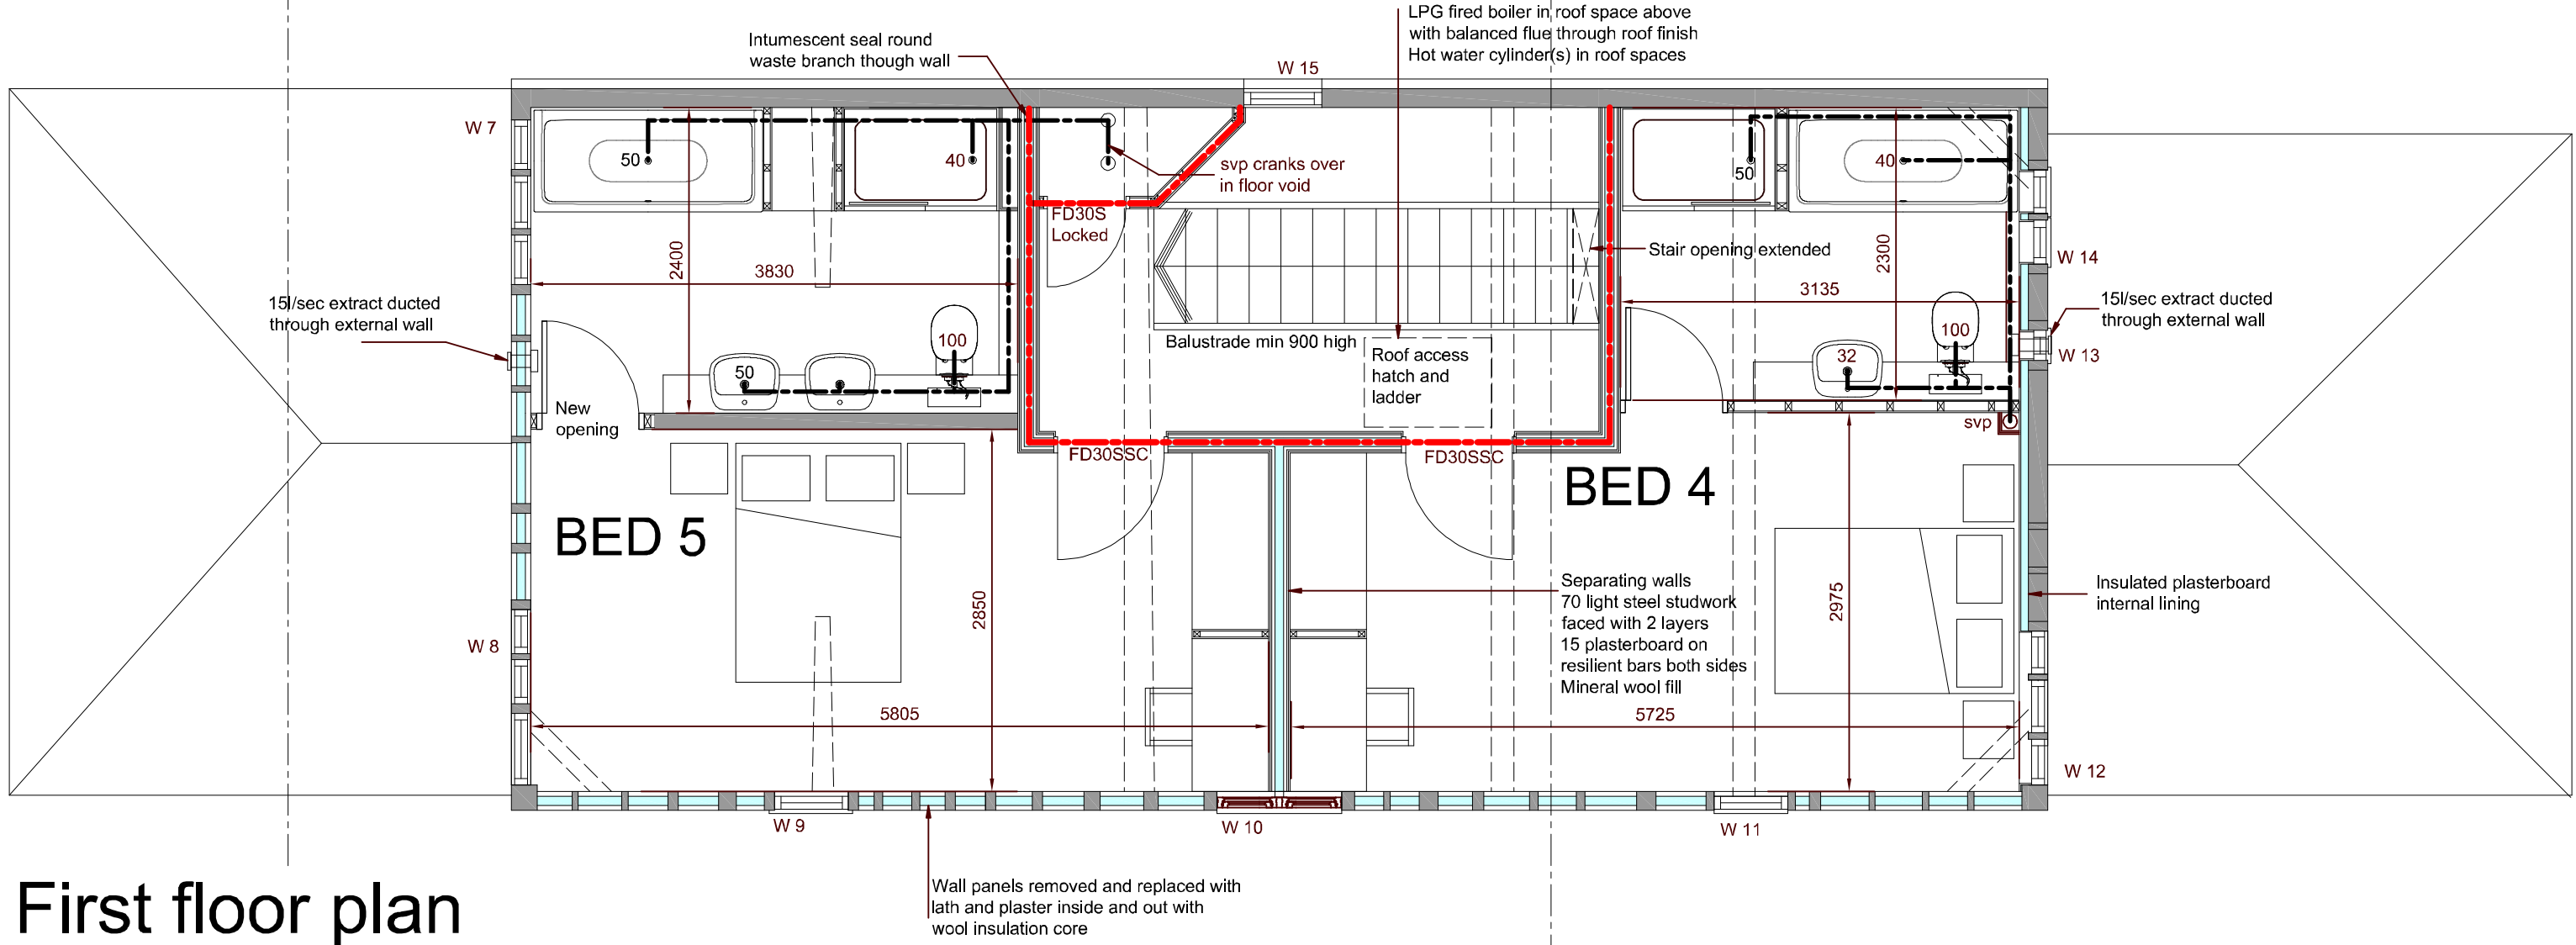 LPG fired boiler in roof space above
with balanced flue through roof finish
Hot water cylinder(s) in roof spaces
Intumescent seal round
waste branch though wall
W 15
W 7
50
40
svp cranks over
in floor void
50
40
FD30S
Locked
2400
3830
Stair opening extended
2300
W 14
3135
15l/sec extract ducted
through external wall
15l/sec extract ducted
through external wall
100
Balustrade min 900 high
100
32
W 13
Roof access
hatch and
ladder
50
New
opening
svp
FD30SSC
FD30SSC
BED 4
BED 5
Separating walls
70 light steel studwork
faced with 2 layers
15 plasterboard on
resilient bars both sides
Mineral wool fill
2850
2975
Insulated plasterboard
internal lining
W 8
5805
5725
W 12
W 9
W 10
W 11
Wall panels removed and replaced with
lath and plaster inside and out with
wool insulation core
First floor plan